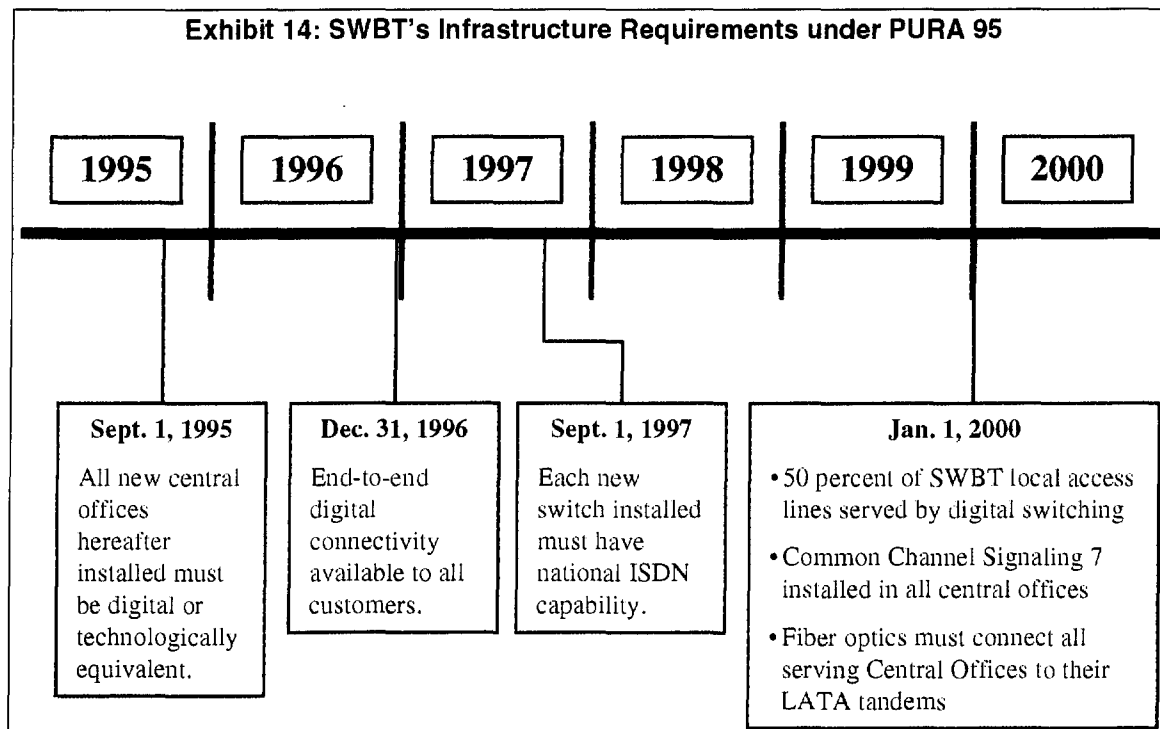 Exhibit 14: SWBT's Infrastructure Requirements under PURA 95
1995
1996
1997
1998
1999
2000
Sept. 1, 1995
All new central
offices
hereafter
installed must
be digital or
technologically
equivalent.
Dec. 31, 1996
End-to-end
digital
connectivity
available to all
customers.
Sept. 1, 1997
Each new
switch installed
must have
national ISDN
capability.
Jan. 1, 2000
• 50 percent of SWBT local access
lines served by digital switching
• Common Channel Signaling 7
installed in all central offices
• Fiber optics must connect all
serving Central Offices to their
LATA tandems